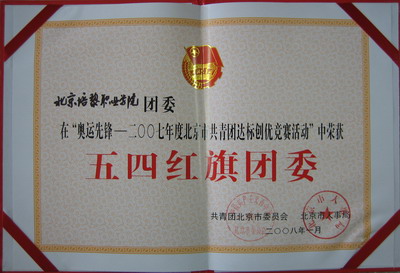 北京培黎职业学院团委
在“奥运先锋—二〇〇七年度北京市共青团达标创优竞赛活动”中荣获
五四红旗团委
共青团北京市委员会 北京市人事局
二〇〇八年一月